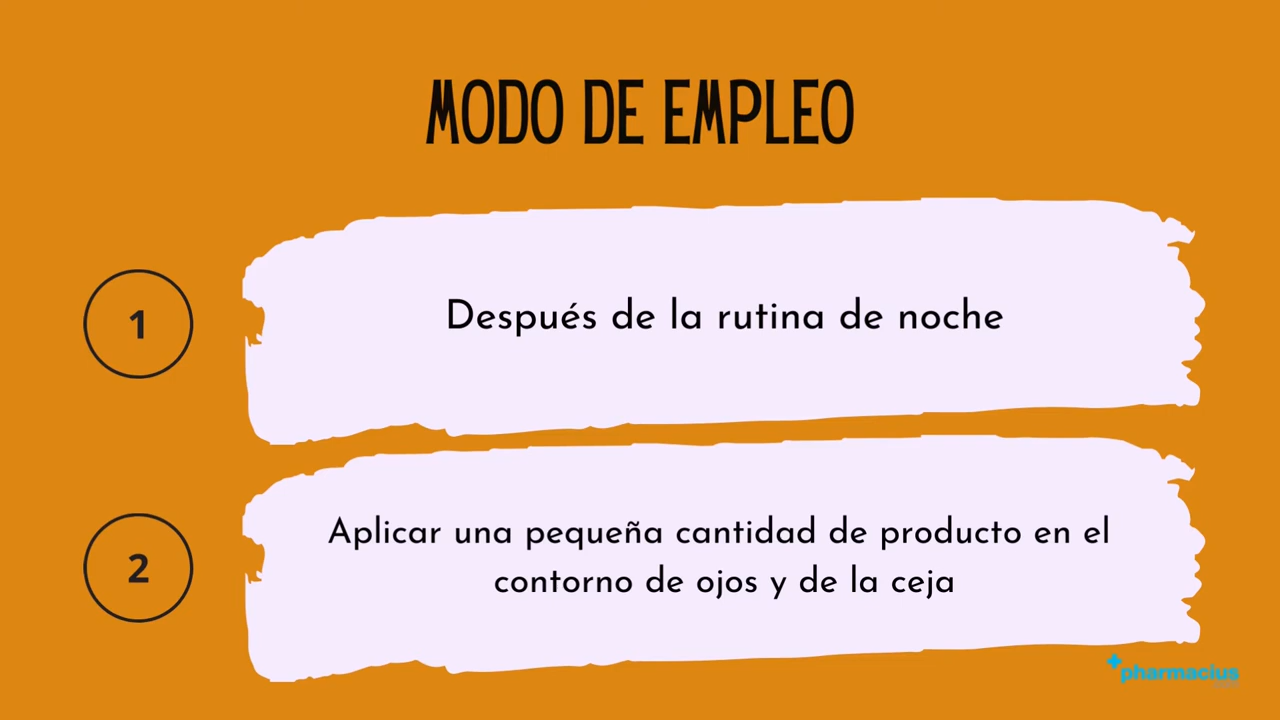 MODO DE EMPLEO
1
Después de la rutina de noche
2
Aplicar una pequeña cantidad de producto en el
contorno de ojos y de la ceja
+pharmacius